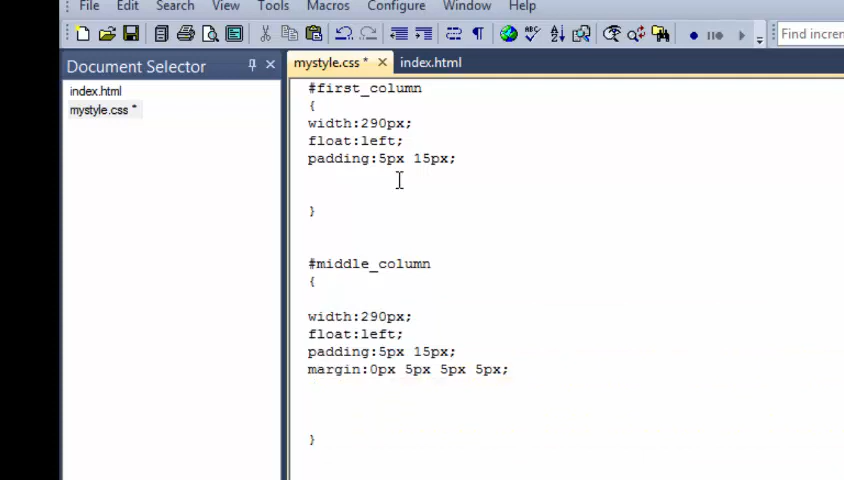 File Edit Search View Tools Macros Configure Window Help
Find incren
Document Selector
mystyle.css * index.html
index.html
mystyle.css *
#first_column
{
width:290px;
float:left;
padding:5px 15px;
}
#middle_column
{
width:290px;
float:left;
padding:5px 15px;
margin:0px 5px 5px 5px;
}